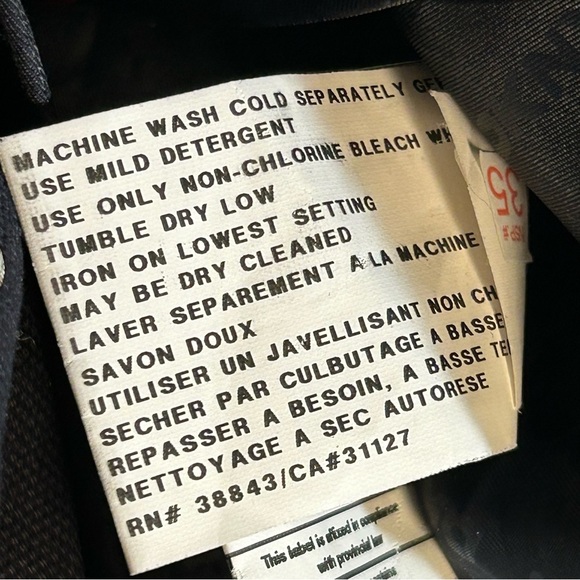 MACHINE WASH COLD SEPARATELY
USE MILD DETERGENT
USE ONLY NON-CHLORINE BLEACH
TUMBLE DRY LOW
IRON ON LOWEST SETTING
MAY BE DRY CLEANED
LAVER SEPAREMENT A LA MACHINE
SAVON DOUX
UTILISER UN JAVELLISANT NON
SECHER PAR CULBUTAGE A BASSE
REPASSER A BESOIN, A BASSE
NETTOYAGE A SEC AUTORESE
RN# 38843/CA#31127
INSP #
35
This label is affixed in compliance
with provincial law